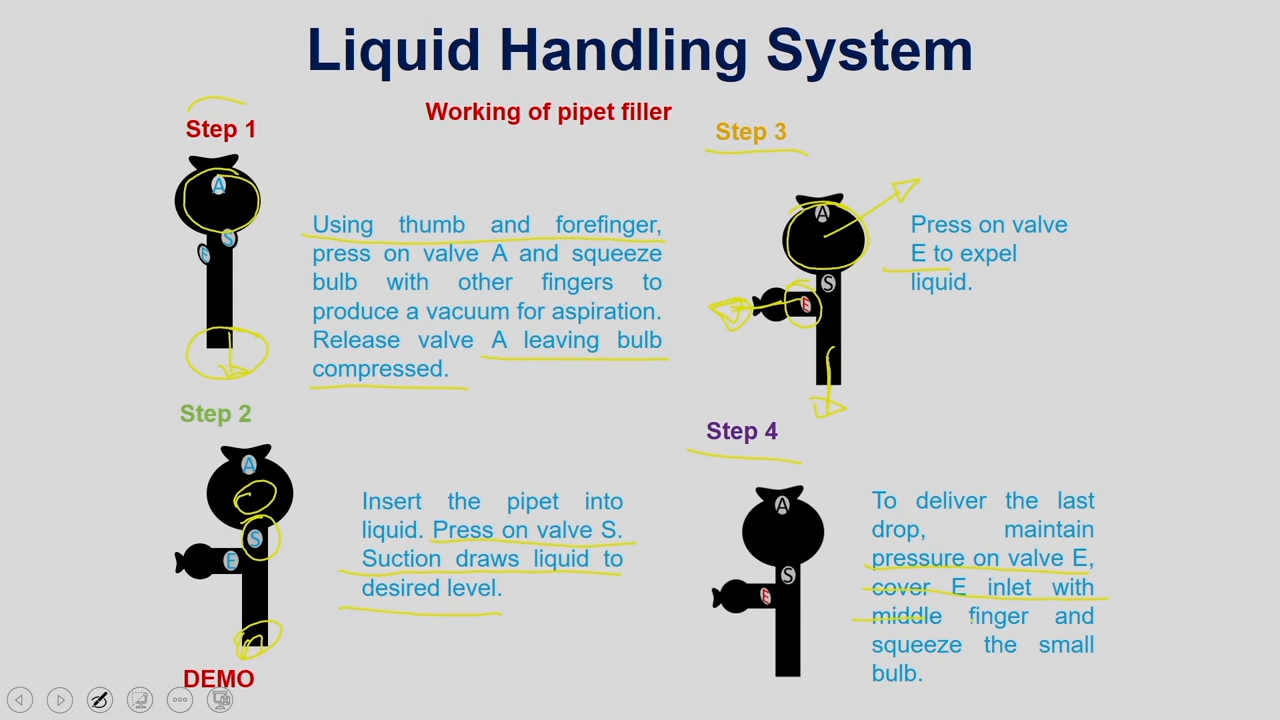 Liquid Handling System
Working of pipet filler
Step 1
A
S
E
Using thumb and forefinger,
press on valve A and squeeze
bulb with other fingers to
produce a vacuum for aspiration.
Release valve A leaving bulb
compressed.
Step 2
A
S
E
Insert the pipet into
liquid. Press on valve S.
Suction draws liquid to
desired level.
DEMO
Step 3
A
S
E
Press on valve
E to expel
liquid.
Step 4
A
S
E
To deliver the last
drop, maintain
pressure on valve E,
cover E inlet with
middle finger and
squeeze the small
bulb.